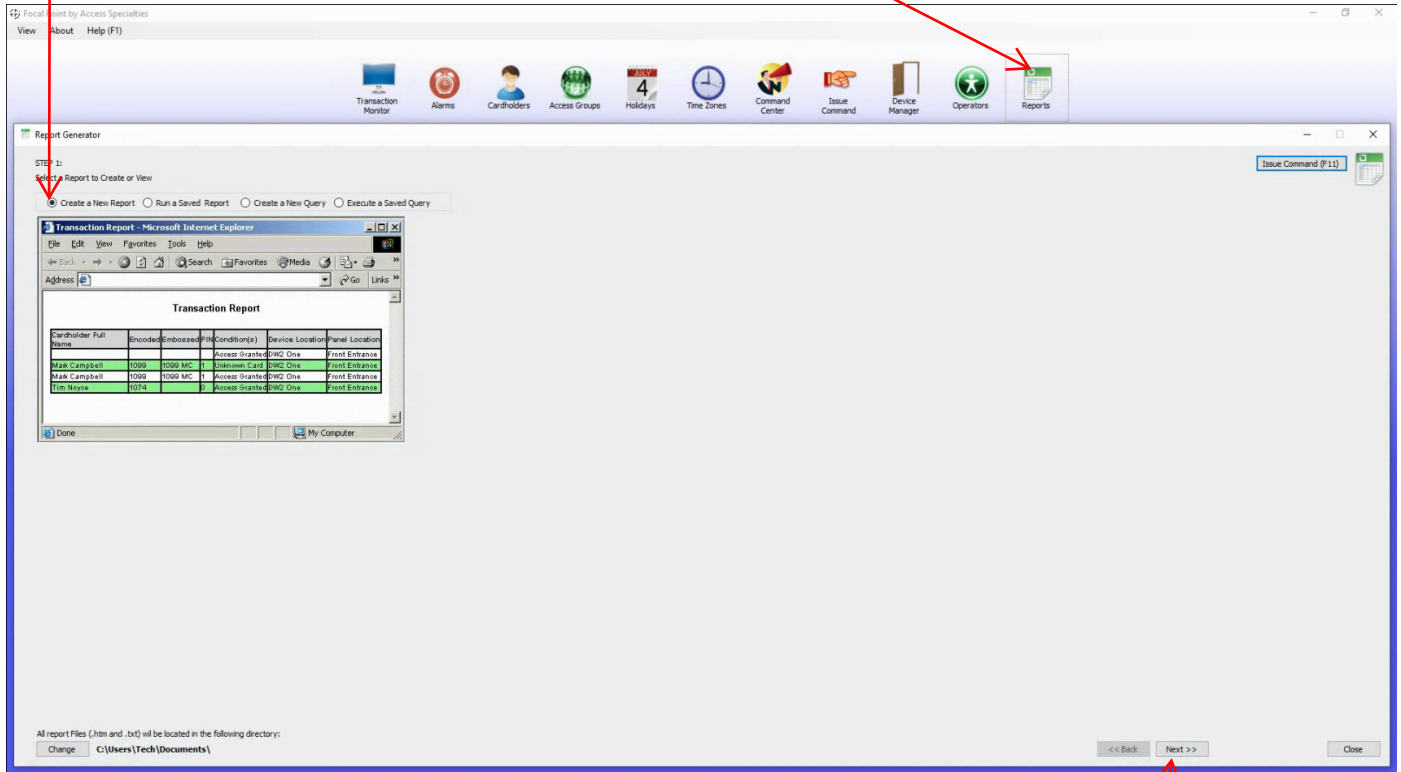 Focal Point by Access Specialties
View About Help (F1)
JULY
4
Transaction Monitor
Alarms
Cardholders
Access Groups
Holidays
Time Zones
Command Center
Issue Command
Device Manager
Operators
Reports
Report Generator
STEP 1:
Select a Report to Create or View
Issue Command (F11)
Create a New Report Run a Saved Report Create a New Query Execute a Saved Query
Transaction Report - Microsoft Internet Explorer
File Edit View Favorites Tools Help
Back Search Favorites Media »
Address Go Links »
Transaction Report
Cardholder Full Name Encoded Embossed PIN Condition(s) Device Location Panel Location
Access Granted DW2 One Front Entrance
Mark Campbell 1099 1099 MC 1 Unknown Card DW2 One Front Entrance
Mark Campbell 1099 1099 MC 1 Access Granted DW2 One Front Entrance
Tim Noyce 1074 0 Access Granted DW2 One Front Entrance
Done My Computer
All report Files (.htm and .txt) wil be located in the following directory:
Change C:\Users\Tech\Documents\ << Back Next >> Close